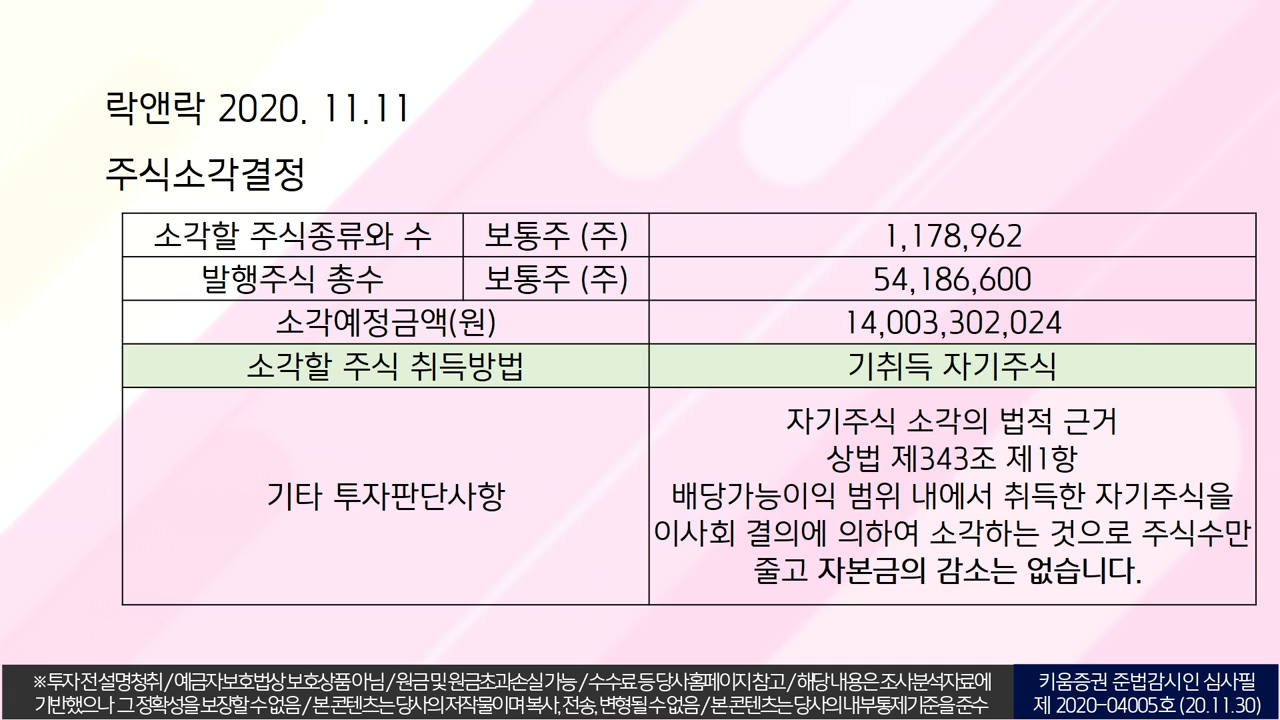 락앤락 2020. 11.11
주식소각결정
소각할 주식종류와 수 보통주 (주) 1,178,962
발행주식 총수 보통주 (주) 54,186,600
소각예정금액(원) 14,003,302,024
소각할 주식 취득방법 기취득 자기주식
기타 투자판단사항
자기주식 소각의 법적 근거
상법 제343조 제1항
배당가능이익 범위 내에서 취득한 자기주식을
이사회 결의에 의하여 소각하는 것으로 주식수만
줄고 자본금의 감소는 없습니다.
※ 투자 전 설명청취 / 예금자보호법상 보호상품 아님 / 원금 및 원금초과손실 가능 / 수수료 등 당사홈페이지 참고 / 해당 내용은 조사분석자료에
기반했으나 그 정확성을 보장할 수 없음 / 본 콘텐츠는 당사의 저작물이며 복사, 전송, 변형될 수 없음 / 본 콘텐츠는 당사의 내부통제기준을 준수
키움증권 준법감시인 심사필
제 2020-04005호 (20.11.30)